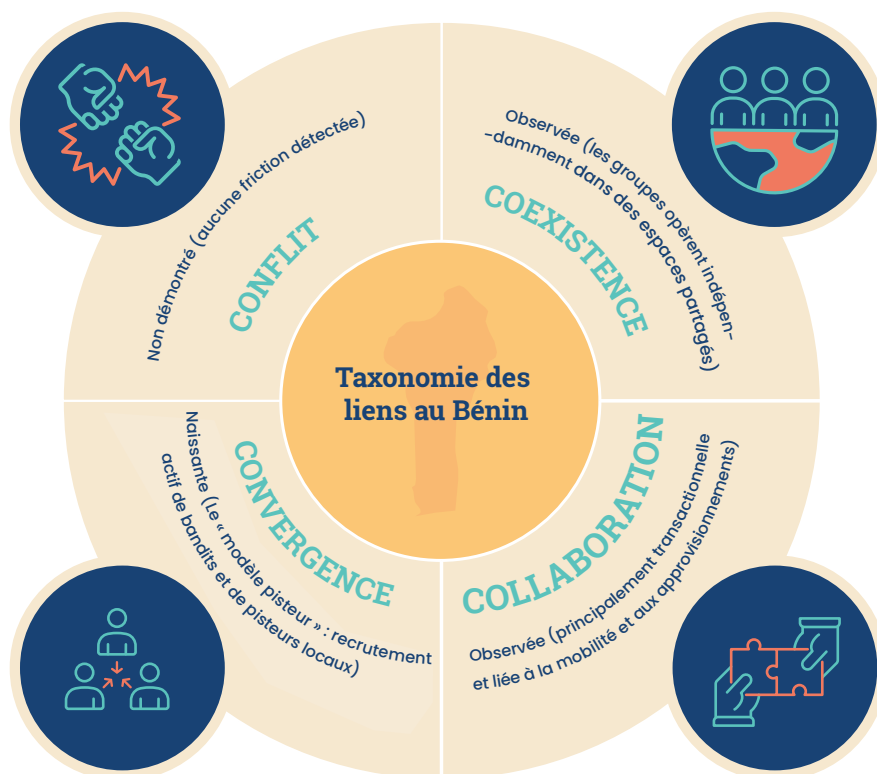 Non démontré (aucune friction détectée)
CONFLIT
Observée (les groupes opèrent indépen-
-damment dans des espaces partagés)
COEXISTENCE
Taxonomie des
liens au Bénin
Naissante (Le « modèle pisteur » : recrutement
actif de bandits et de pisteurs locaux)
CONVERGENCE
COLLABORATION
Observée (principalement transactionnelle
et liée à la mobilité et aux approvisionnements)